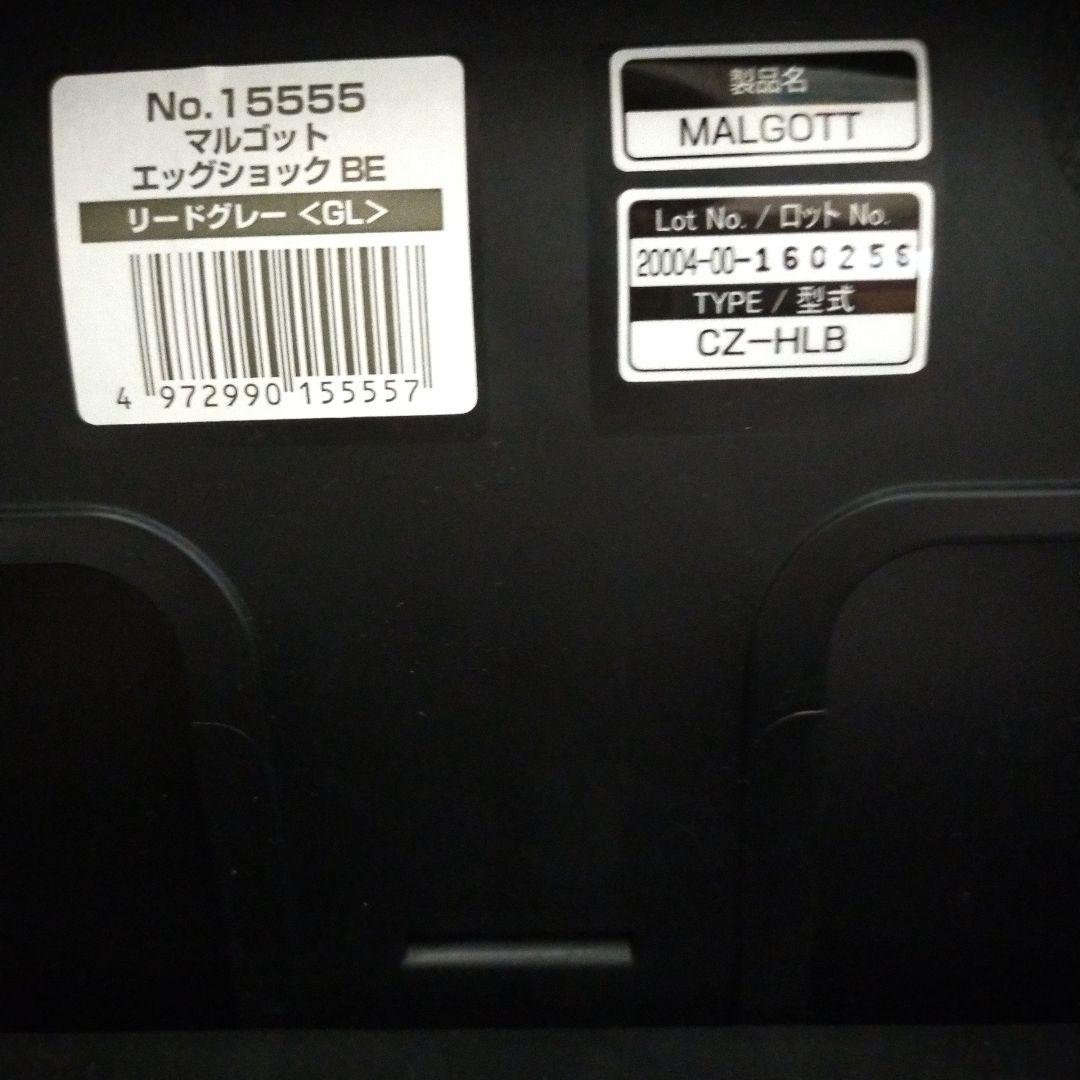 No.15555
マルゴット
エッグショック BE
リードグレー <GL>
4 972990 155557
製品名
MALGOTT
Lot No. / ロット No.
20004-00-160258
TYPE / 型式
CZ-HLB